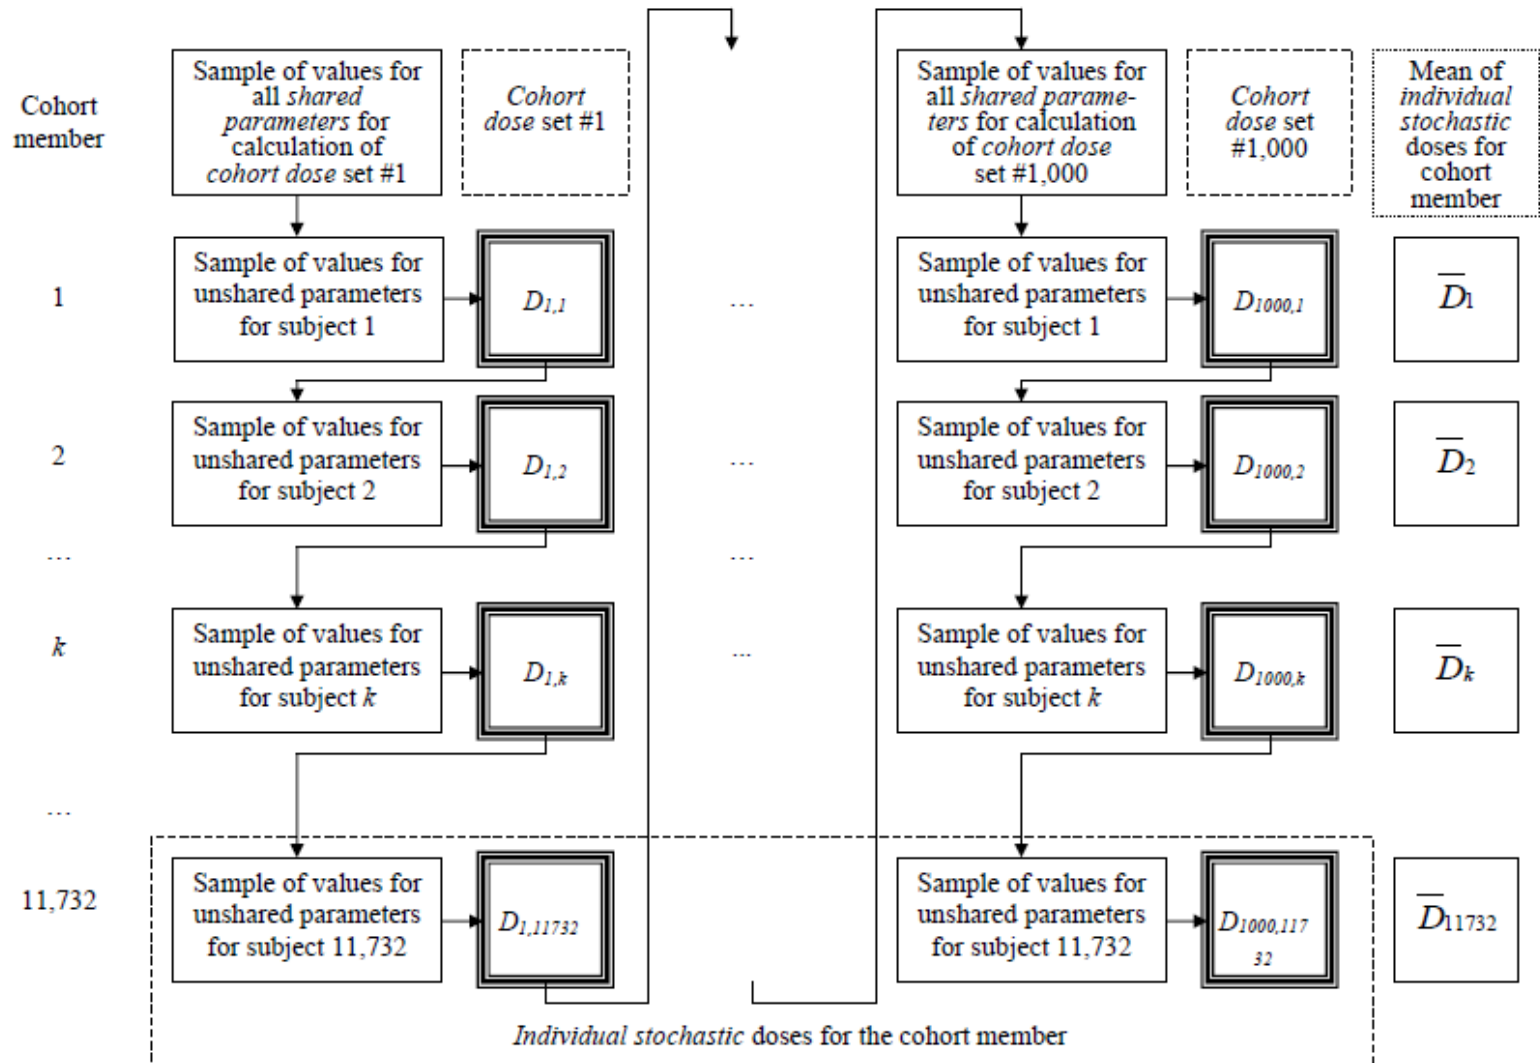 Cohort
member
Sample of values for
all shared
parameters for
calculation of
cohort dose set #1
Cohort
dose set #1
Sample of values for
all shared parame-
ters for calculation
of cohort dose
set #1,000
Cohort
dose set
#1,000
Mean of
individual
stochastic
doses for
cohort
member
1
Sample of values for
unshared parameters
for subject 1
D1,1
...
Sample of values for
unshared parameters
for subject 1
D1000,1
D̅1
2
Sample of values for
unshared parameters
for subject 2
D1,2
...
Sample of values for
unshared parameters
for subject 2
D1000,2
D̅2
...
...
k
Sample of values for
unshared parameters
for subject k
D1,k
...
Sample of values for
unshared parameters
for subject k
D1000,k
D̅k
...
11,732
Sample of values for
unshared parameters
for subject 11,732
D1,11732
Sample of values for
unshared parameters
for subject 11,732
D1000,117
32
D̅11732
Individual stochastic doses for the cohort member